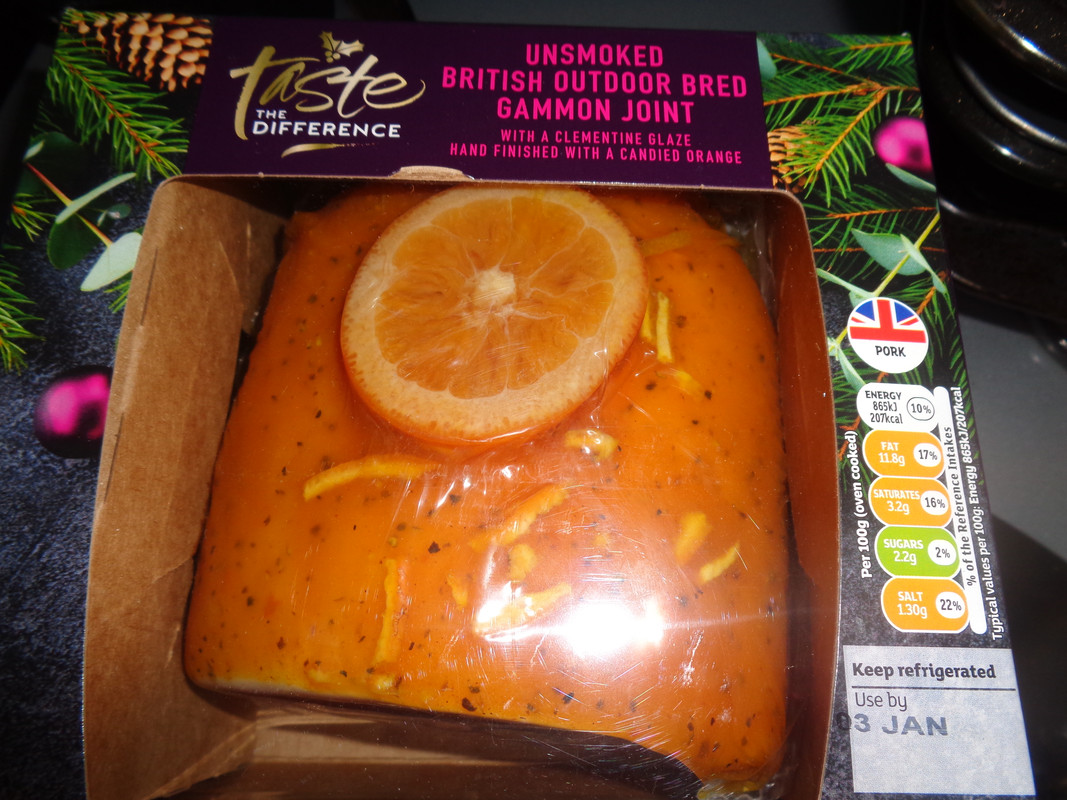 taste
THE
DIFFERENCE
UNSMOKED
BRITISH OUTDOOR BRED
GAMMON JOINT
WITH A CLEMENTINE GLAZE
HAND FINISHED WITH A CANDIED ORANGE
PORK
Per 100g (oven cooked)
ENERGY
865kJ
207kcal
10%
FAT
11.8g
17%
SATURATES
3.2g
16%
SUGARS
2.2g
2%
SALT
1.30g
22%
% of the Reference Intakes
Typical values per 100g: Energy 865kJ/207kcal
Keep refrigerated
Use by
03 JAN